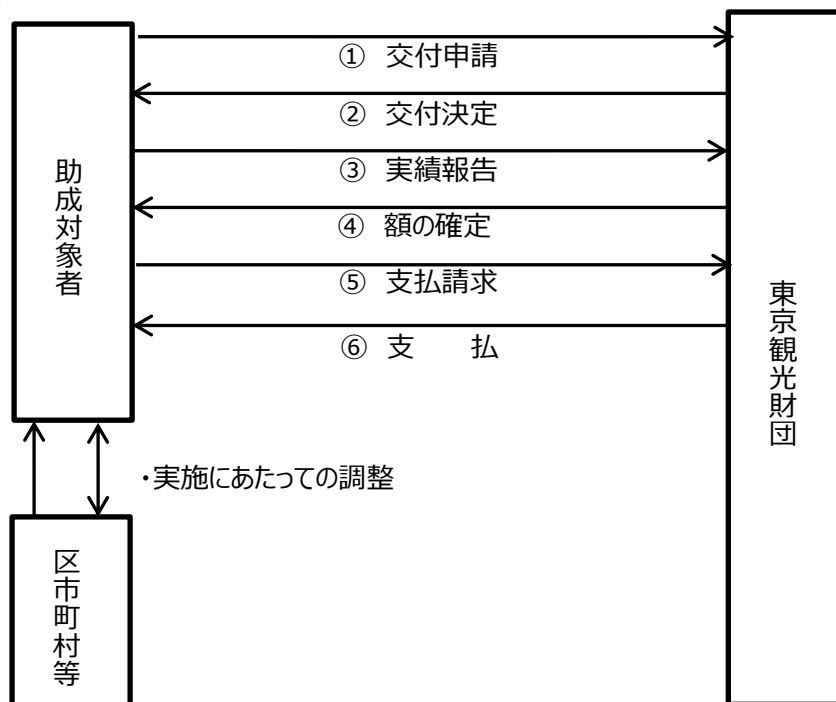 ① 交付申請
② 交付決定
③ 実績報告
④ 額の確定
⑤ 支払請求
⑥ 支　　払
助成対象者
東京観光財団
・実施にあたっての調整
区市町村等